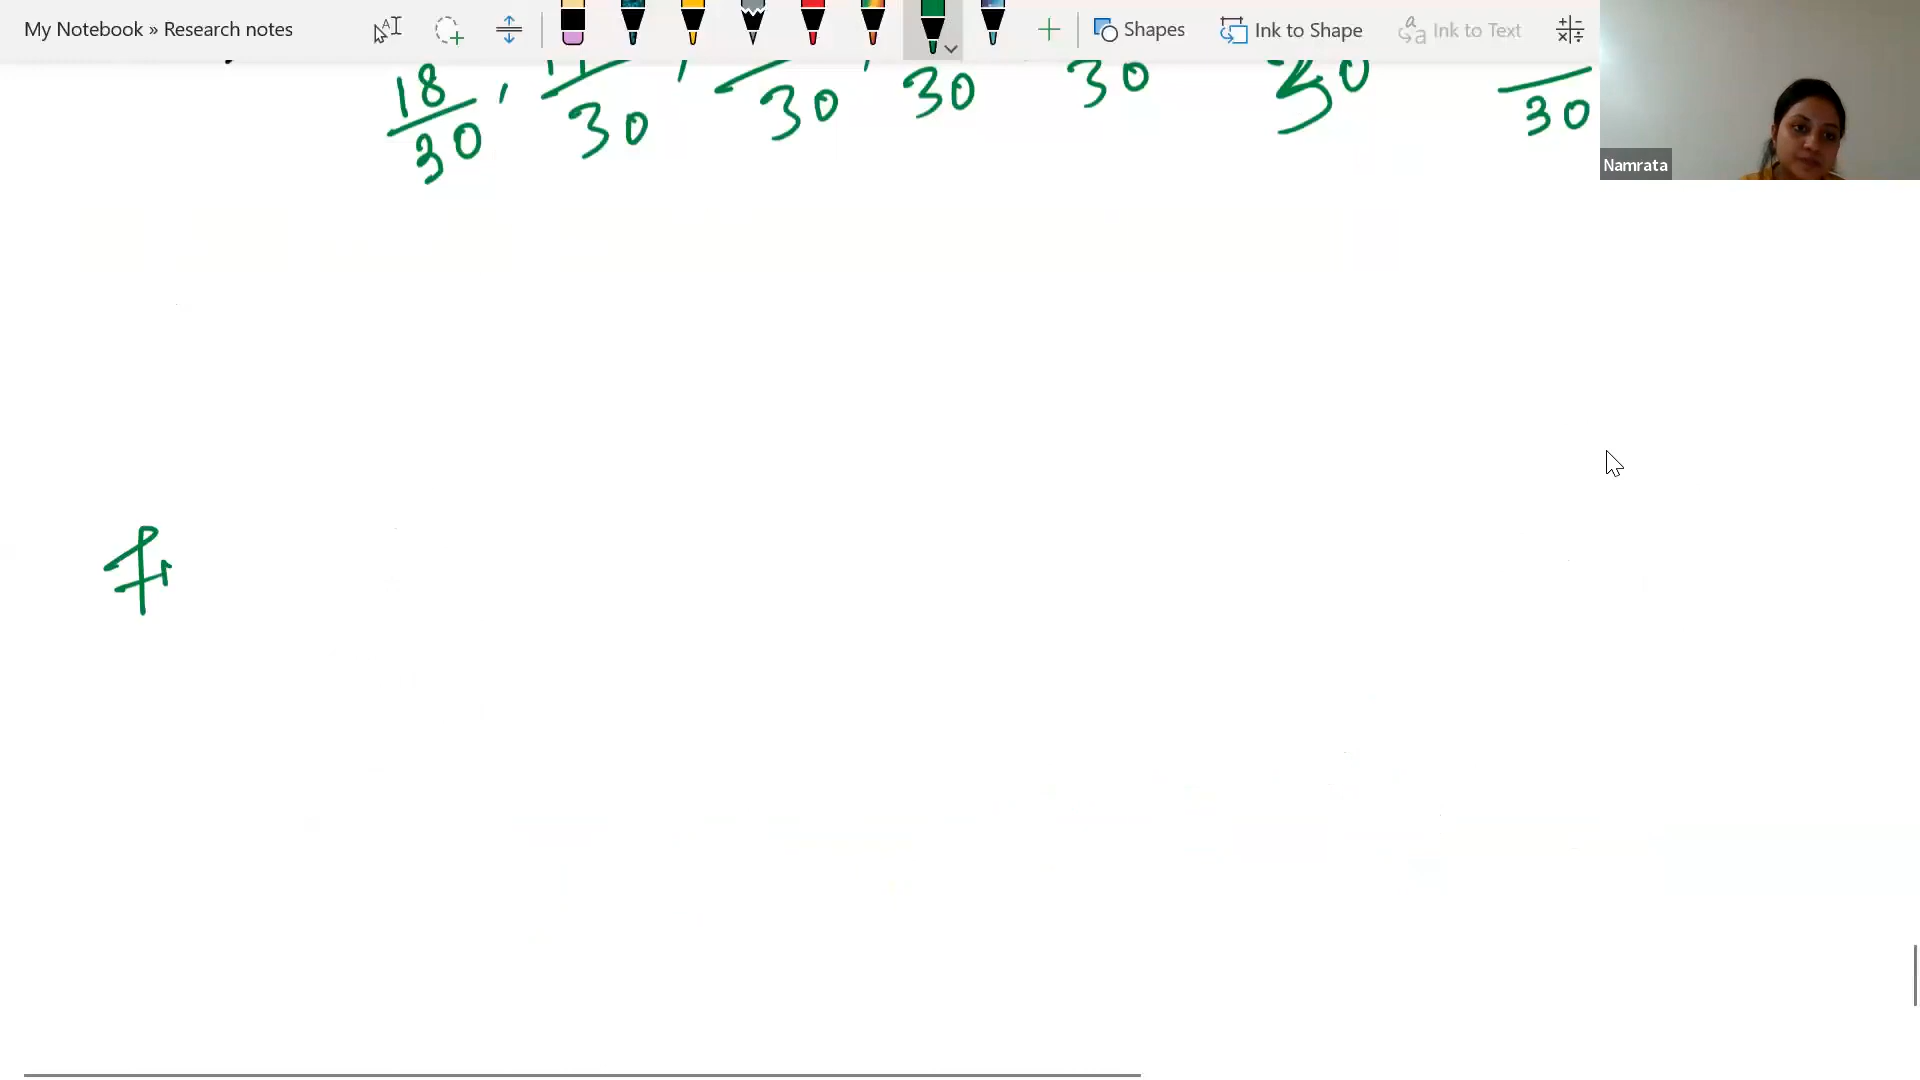 My Notebook » Research notes Shapes Ink to Shape Ink to Text
18/30 , /30 , /30 , 30 30 30 /30
Namrata